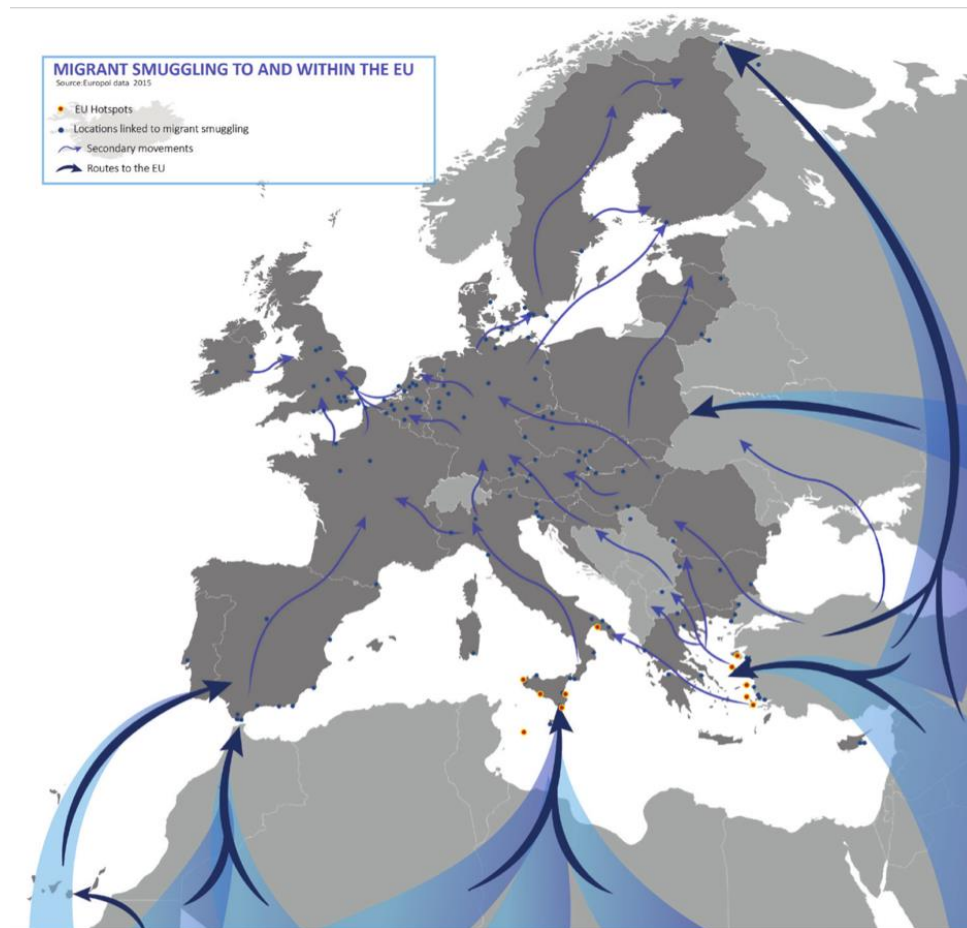 MIGRANT SMUGGLING TO AND WITHIN THE EU
Source:Europol data 2015
EU Hotspots
Locations linked to migrant smuggling
Secondary movements
Routes to the EU